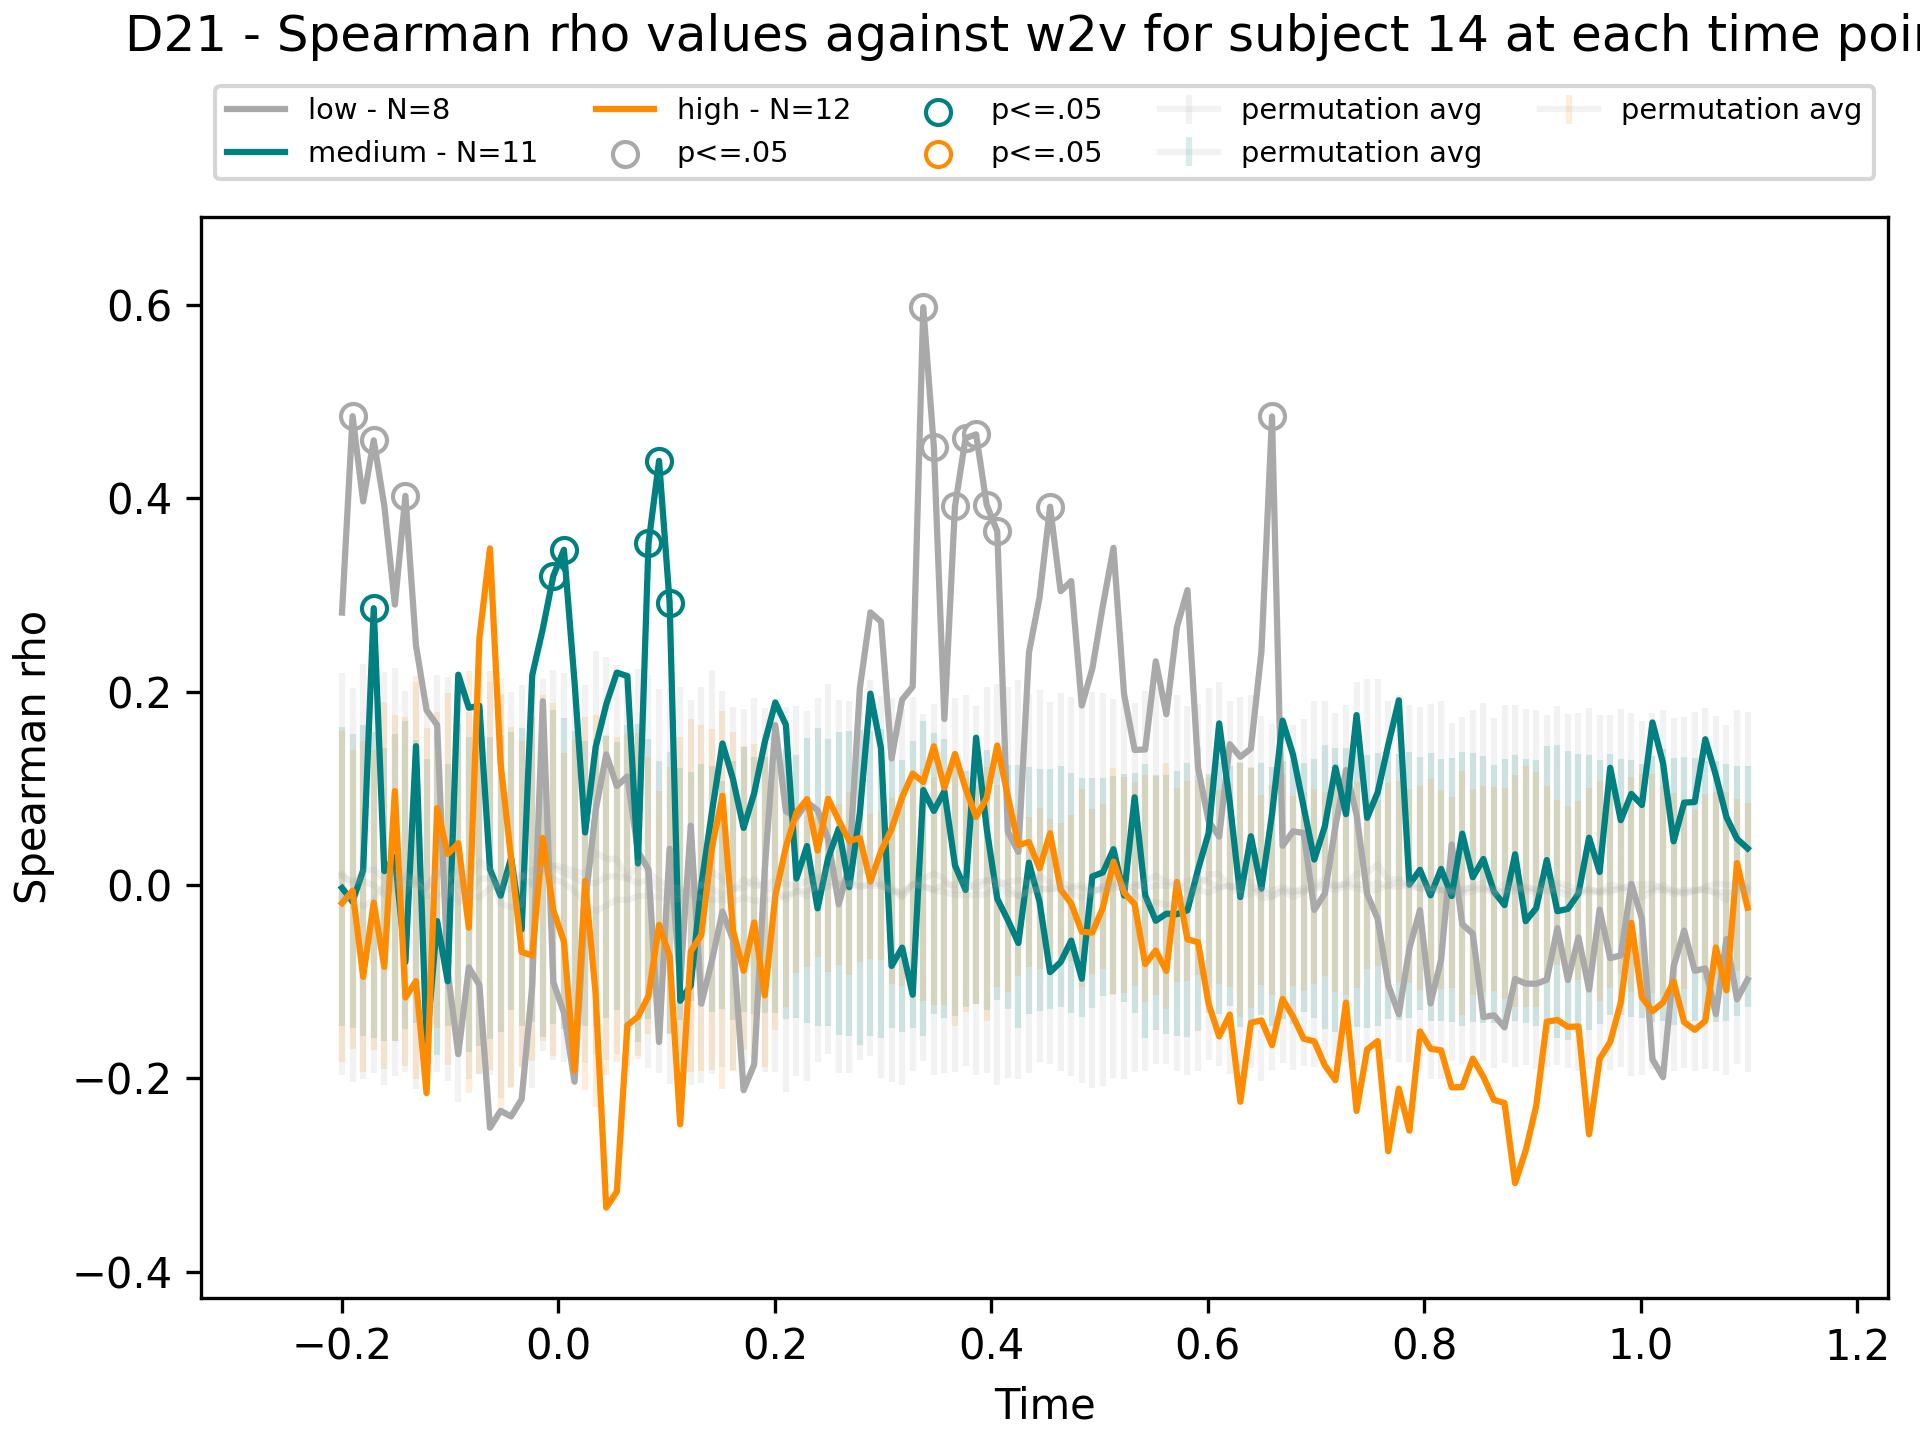 D21 - Spearman rho values against w2v for subject 14 at each time poi
low - N=8
medium - N=11
high - N=12
p<=.05
p<=.05
p<=.05
permutation avg
permutation avg
permutation avg
Spearman rho
0.6
0.4
0.2
0.0
−0.2
−0.4
−0.2
0.0
0.2
0.4
0.6
0.8
1.0
1.2
Time